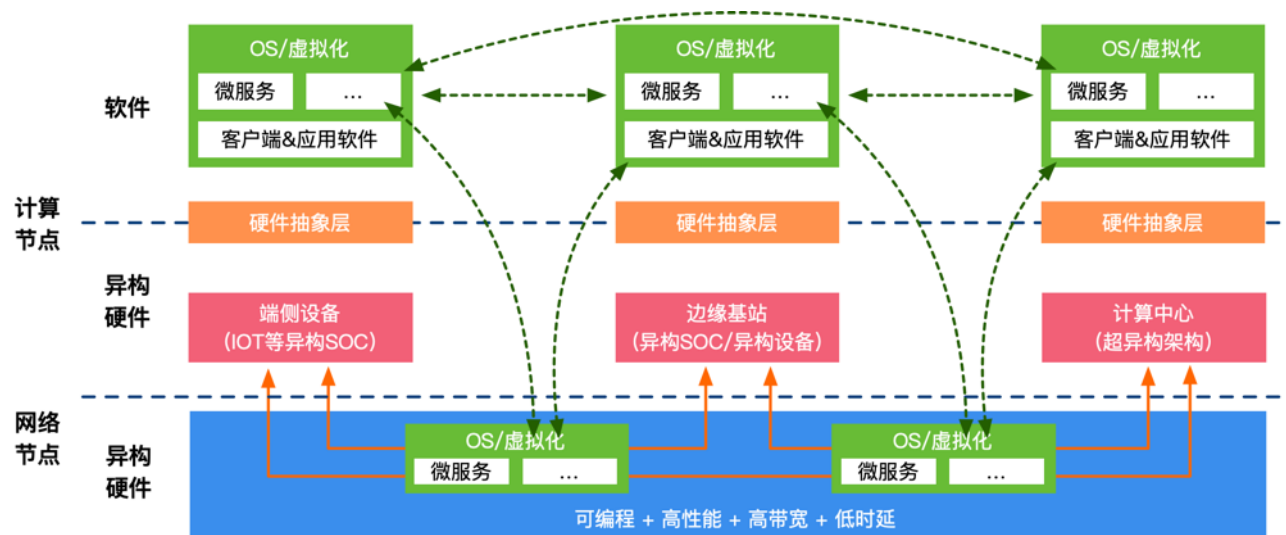 OS/虚拟化
OS/虚拟化
OS/虚拟化
软件
微服务
...
微服务
...
微服务
...
客户端&应用软件
客户端&应用软件
客户端&应用软件
计算
节点
硬件抽象层
硬件抽象层
硬件抽象层
异构
硬件
端侧设备
(IOT等异构SOC)
边缘基站
(异构SOC/异构设备)
计算中心
(超异构架构)
网络
节点
异构
硬件
OS/虚拟化
OS/虚拟化
微服务
...
微服务
...
可编程 + 高性能 + 高带宽 + 低时延